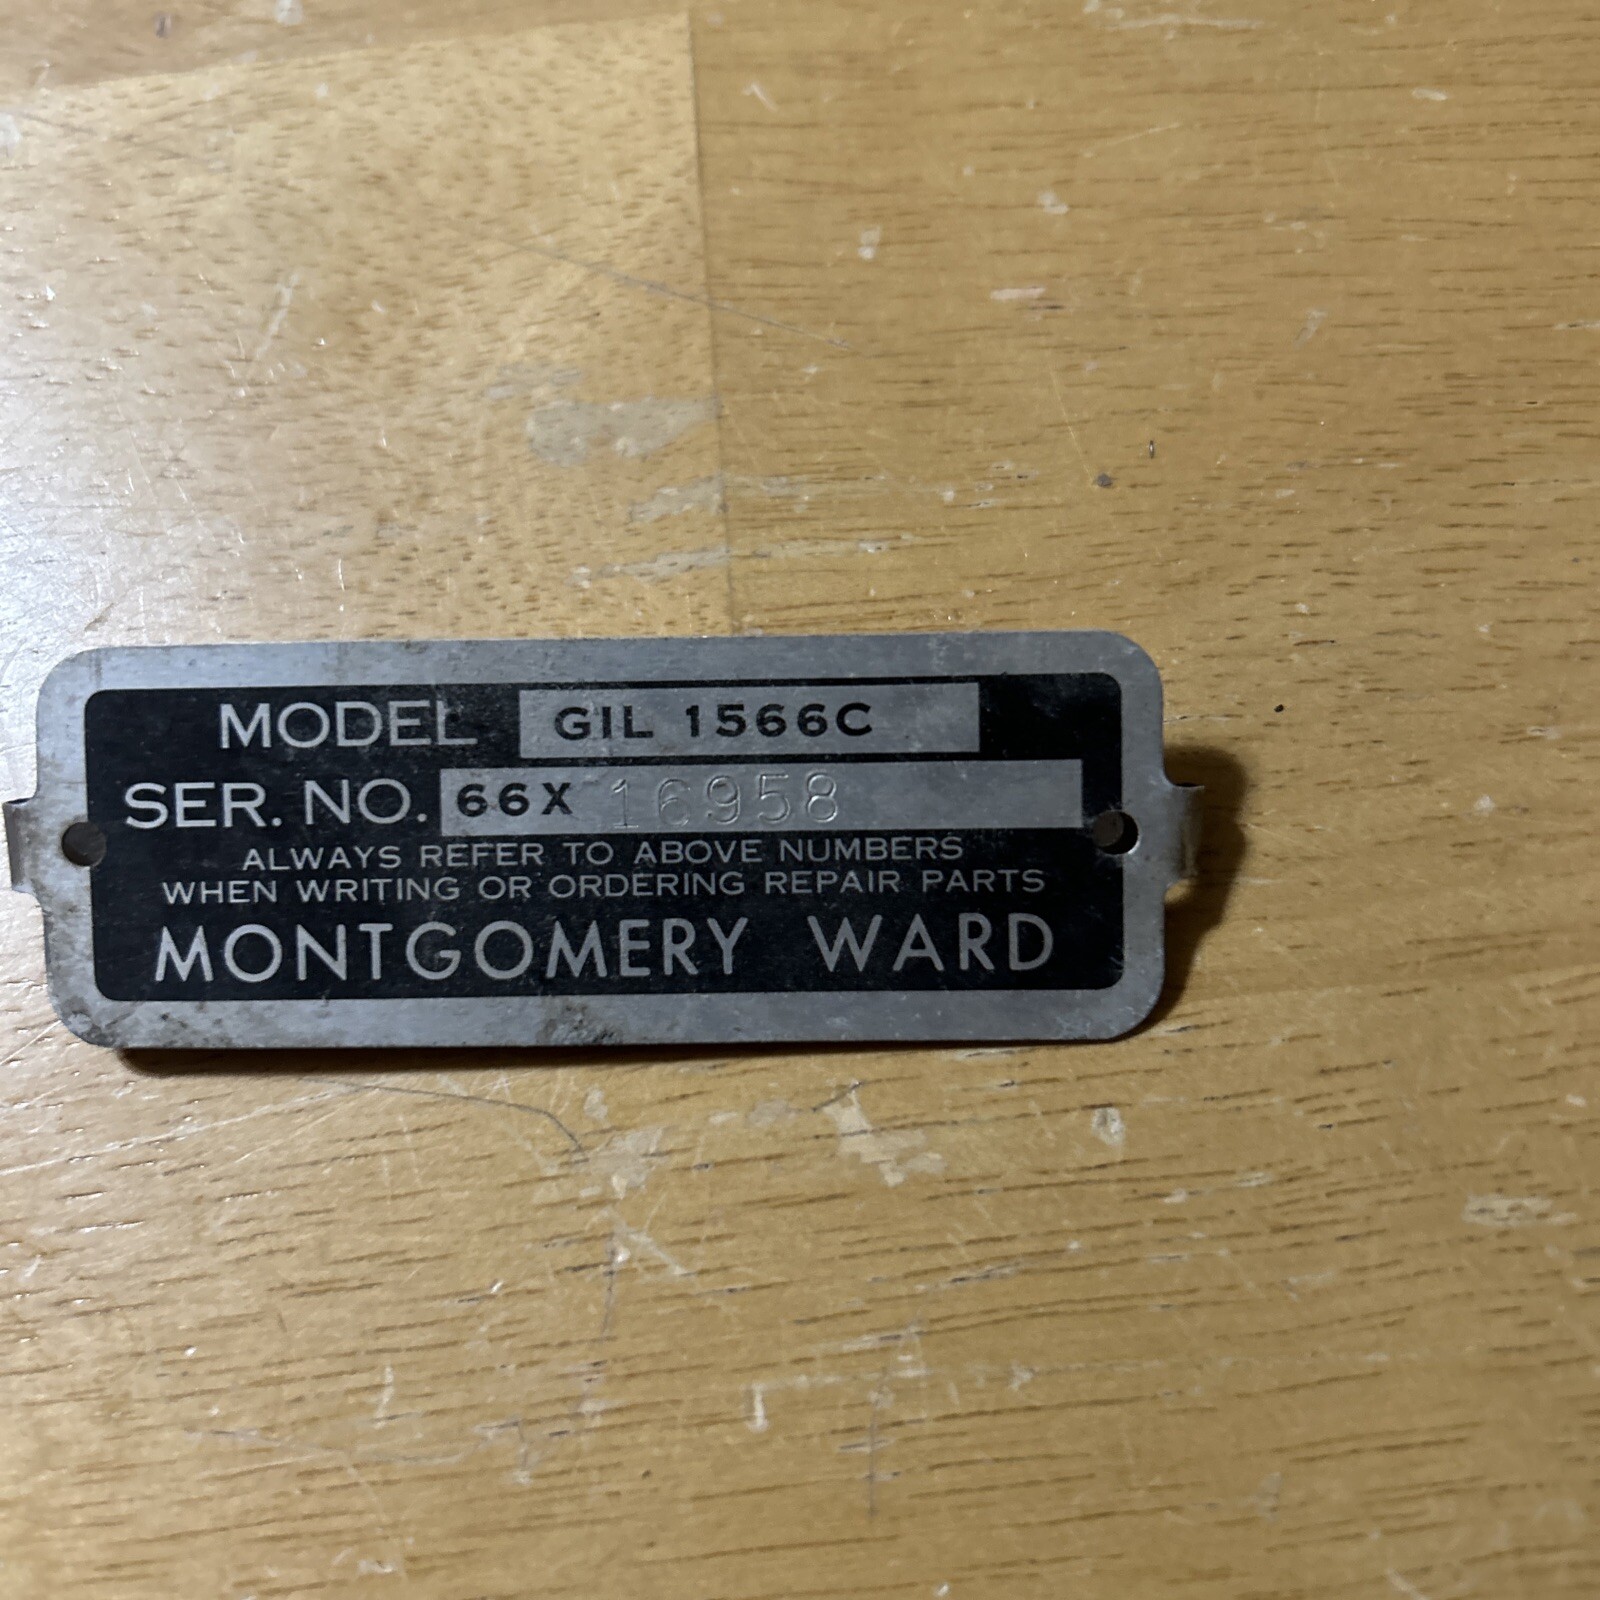 MODEL GIL 1566C
SER. NO. 66X 16958
ALWAYS REFER TO ABOVE NUMBERS
WHEN WRITING OR ORDERING REPAIR PARTS
MONTGOMERY WARD